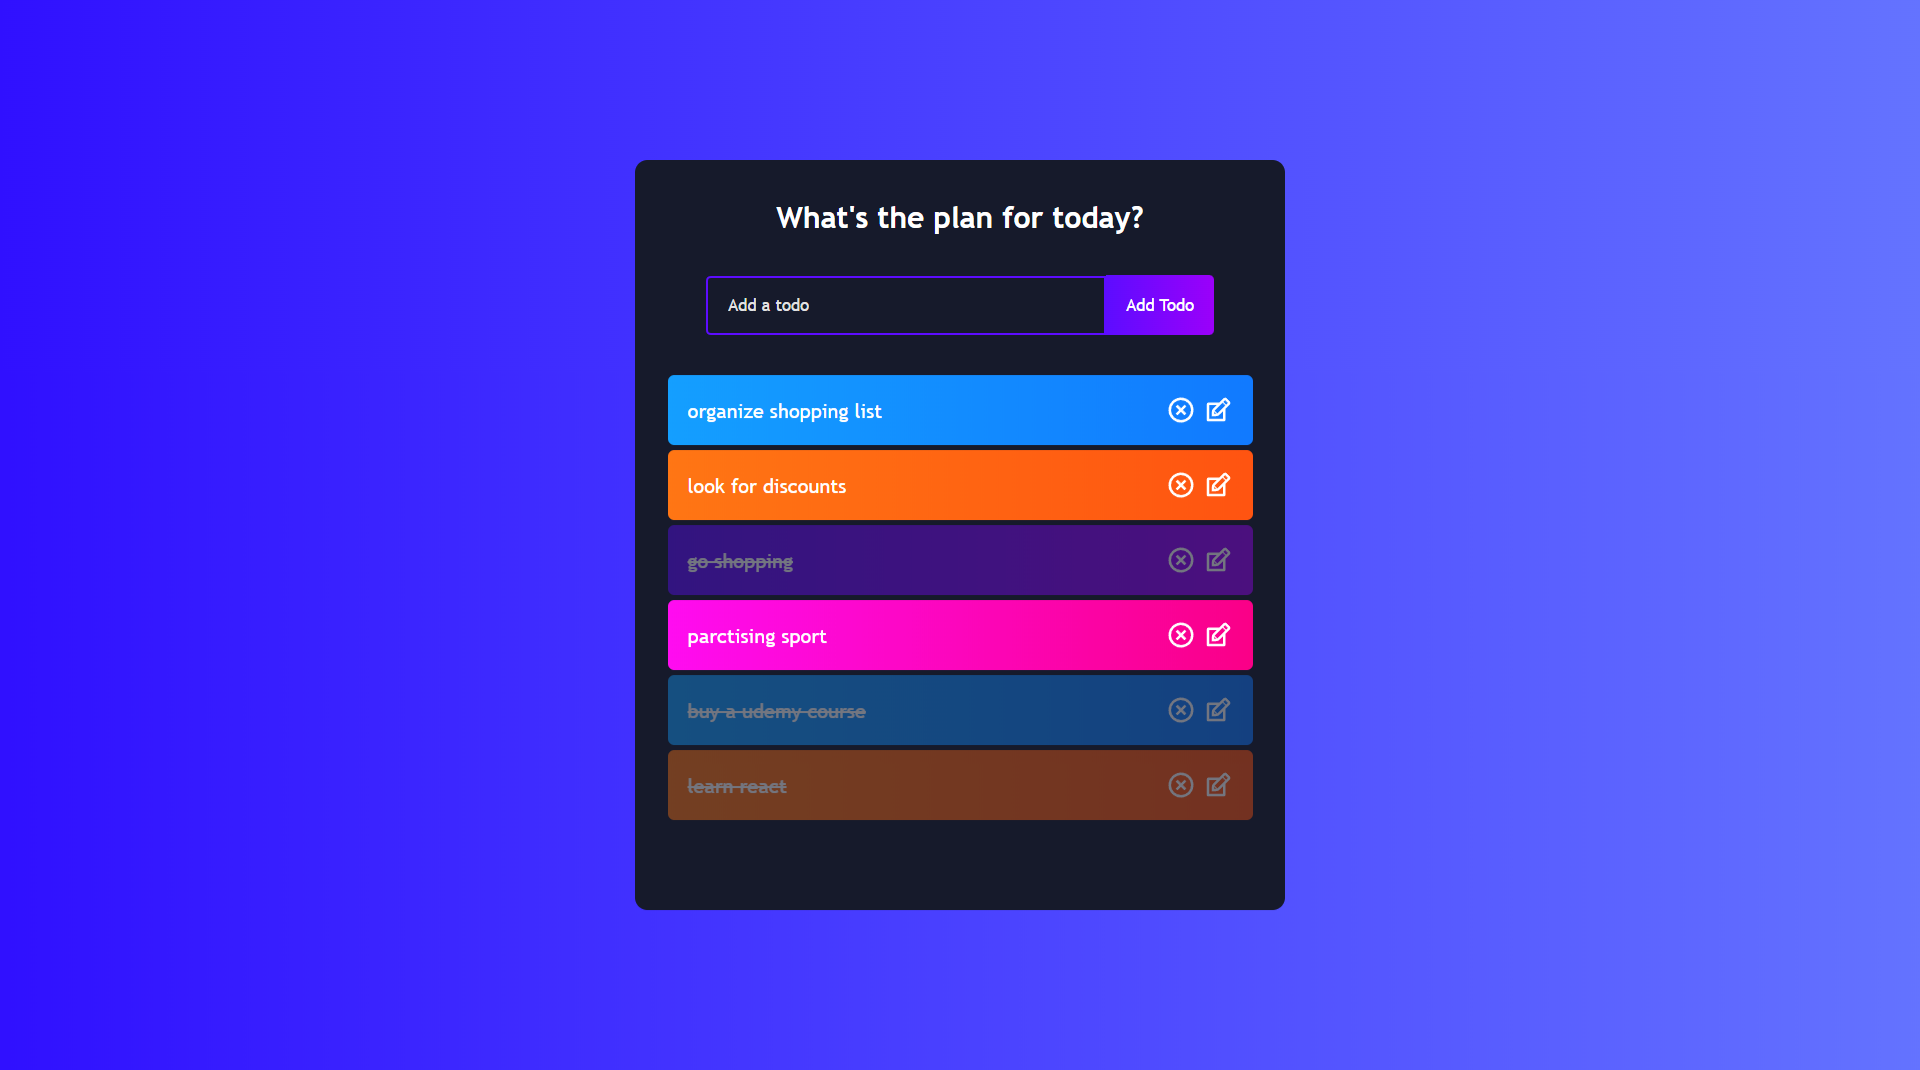 What's the plan for today?
Add a todo
Add Todo
organize shopping list
look for discounts
go shopping
parctising sport
buy a udemy course
learn react